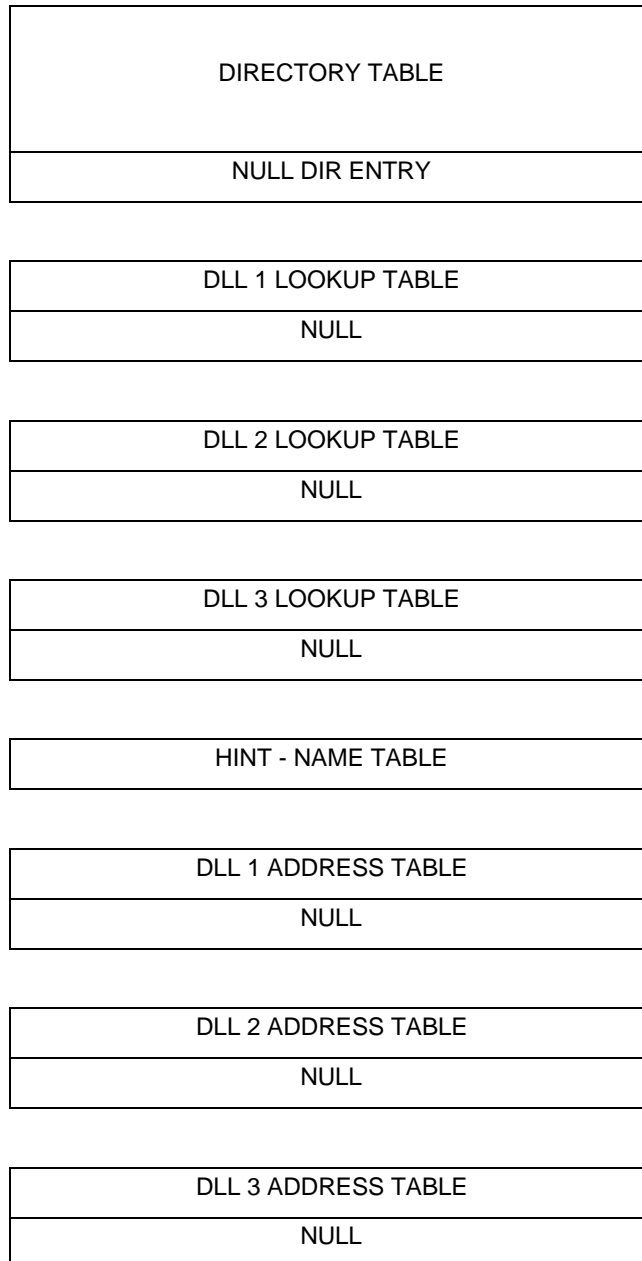 DIRECTORY TABLE
NULL DIR ENTRY
DLL 1 LOOKUP TABLE
NULL
DLL 2 LOOKUP TABLE
NULL
DLL 3 LOOKUP TABLE
NULL
HINT - NAME TABLE
DLL 1 ADDRESS TABLE
NULL
DLL 2 ADDRESS TABLE
NULL
DLL 3 ADDRESS TABLE
NULL